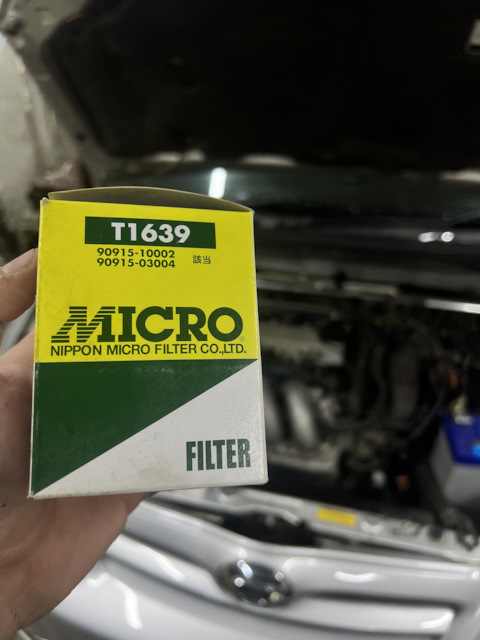 T1639
90915-10002
90915-03004 該当
MICRO
NIPPON MICRO FILTER CO.,LTD.
FILTER